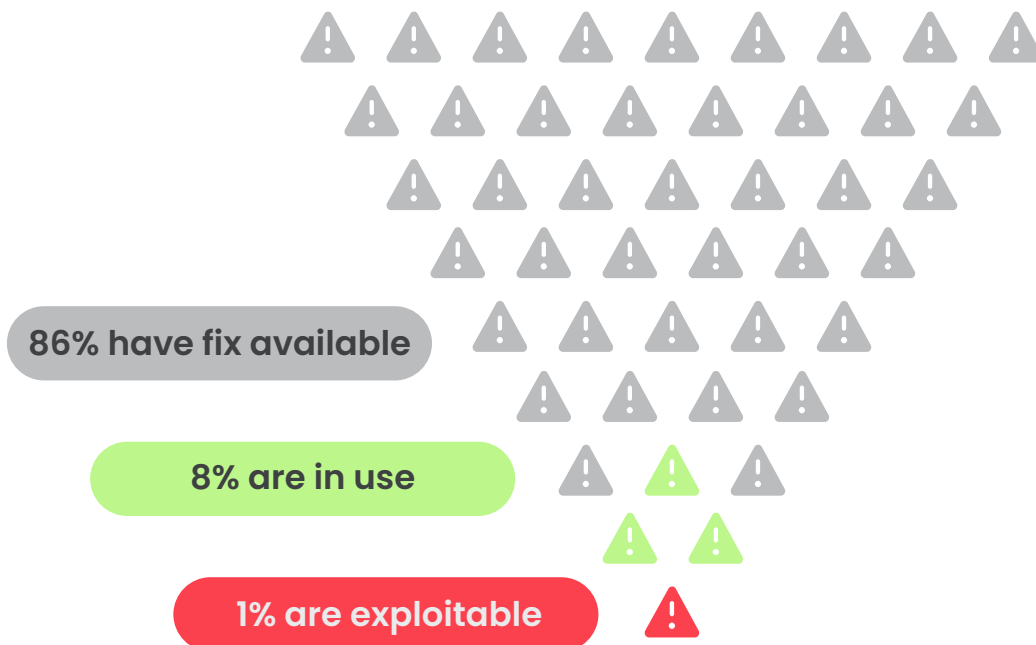 86% have fix available
8% are in use
1% are exploitable